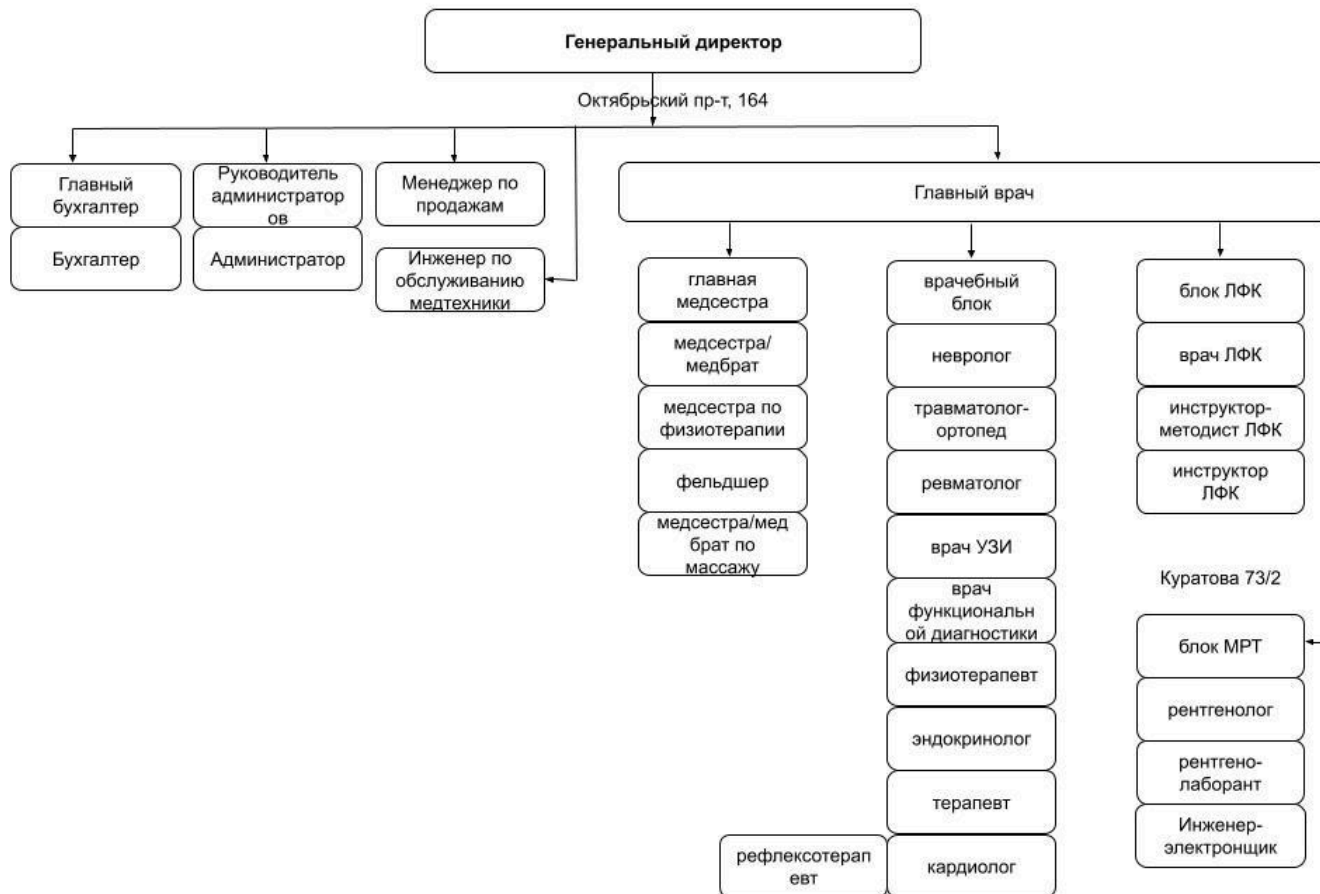 Генеральный директор
Октябрьский пр-т, 164
Главный
бухгалтер
Бухгалтер
Руководитель
администратор
ов
Администратор
Менеджер по
продажам
Инженер по
обслуживанию
медтехники
Главный врач
главная
медсестра
медсестра/
медбрат
медсестра по
физиотерапии
фельдшер
медсестра/мед
брат по
массажу
врачебный
блок
невролог
травматолог-
ортопед
ревматолог
врач УЗИ
врач
функциональн
ой диагностики
физиотерапевт
эндокринолог
терапевт
рефлексотерап
евт
кардиолог
блок ЛФК
врач ЛФК
инструктор-
методист ЛФК
инструктор
ЛФК
Куратова 73/2
блок МРТ
рентгенолог
рентгено-
лаборант
Инженер-
электронщик